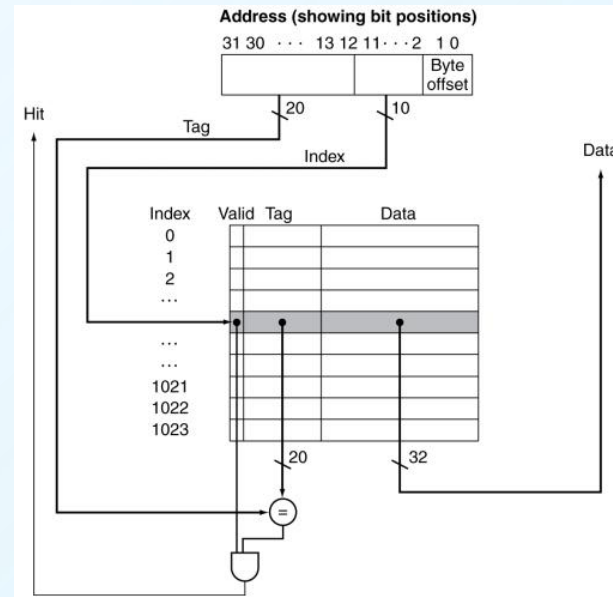 Address (showing bit positions)
31 30 · · · 13 12 11 · · · 2 1 0
Byte
offset
20
10
Hit
Tag
Index
Data
Index Valid Tag Data
0
1
2
...
...
...
1021
1022
1023
20
32
=